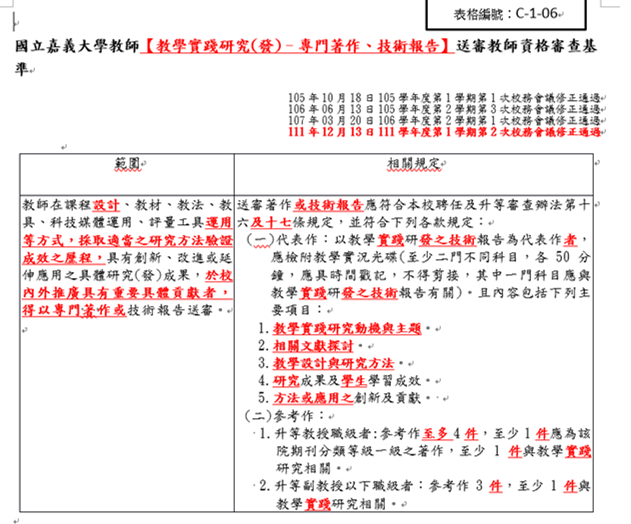 表格編號：C-1-06
國立嘉義大學教師【教學實踐研究(發)－專門著作、技術報告】送審教師資格審查基
準
105 年 10 月 18 日 105 學年度第 1 學期第 1 次校務會議修正通過
106 年 06 月 13 日 105 學年度第 2 學期第 3 次校務會議修正通過
107 年 03 月 20 日 106 學年度第 2 學期第 1 次校務會議修正通過
111 年 12 月 13 日 111 學年度第 1 學期第 2 次校務會議修正通過
範圍
相關規定
教師在課程設計、教材、教法、教
具、科技媒體運用、評量工具運用
等方式，採取適當之研究方法驗證
成效之歷程，具有創新、改進或延
伸應用之具體研究(發)成果，於校
內外推廣具有重要具體貢獻者，
得以專門著作或技術報告送審。
送審著作或技術報告應符合本校聘任及升等審查辦法第十
六及十七條規定，並符合下列各款規定：
(一)代表作：以教學實踐研發之技術報告為代表作者，
應檢附教學實況光碟(至少二門不同科目，各 50 分
鐘，應具時間戳記，不得剪接，其中一門科目應與
教學實踐研發之技術報告有關)。且內容包括下列主
要項目：
1. 教學實踐研究動機與主題。
2. 相關文獻探討。
3. 教學設計與研究方法。
4. 研究成果及學生學習成效。
5. 方法或應用之創新及貢獻。
(二)參考作：
1. 升等教授職級者：參考作至多 4 件，至少 1 件應為該
院期刊分類等級一級之著作，至少 1 件與教學實踐
研究相關。
2. 升等副教授以下職級者：參考作 3 件，至少 1 件與
教學實踐研究相關。